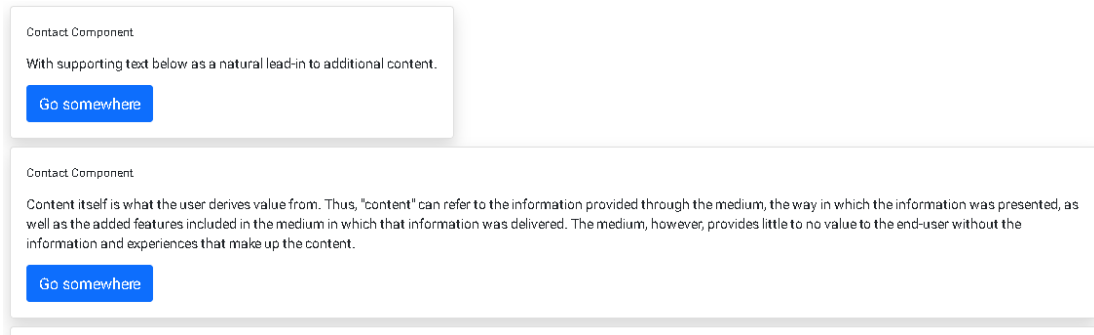 Contact Component
With supporting text below as a natural lead-in to additional content.
Go somewhere
Contact Component
Content itself is what the user derives value from. Thus, "content" can refer to the information provided through the medium, the way in which the information was presented, as
well as the added features included in the medium in which that information was delivered. The medium, however, provides little to no value to the end-user without the
information and experiences that make up the content.
Go somewhere